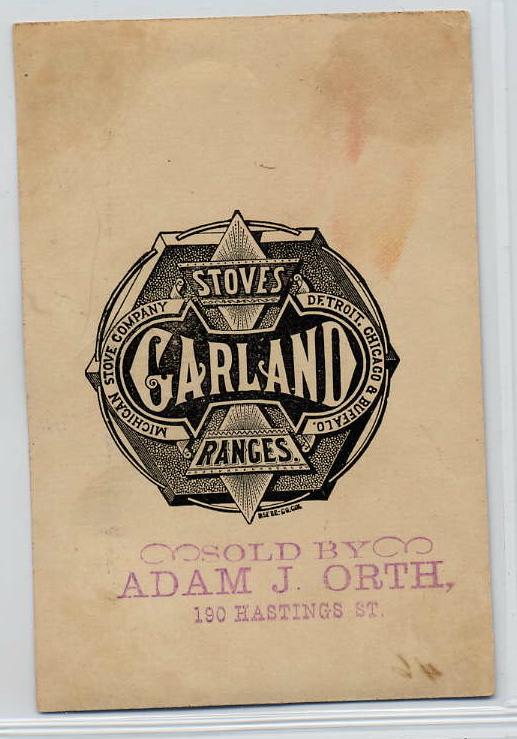 STOVES
MICHIGAN STOVE COMPANY
DETROIT, CHICAGO & BUFFALO.
GARLAND
RANGES.
SOLD BY
ADAM J. ORTH,
190 HASTINGS ST.